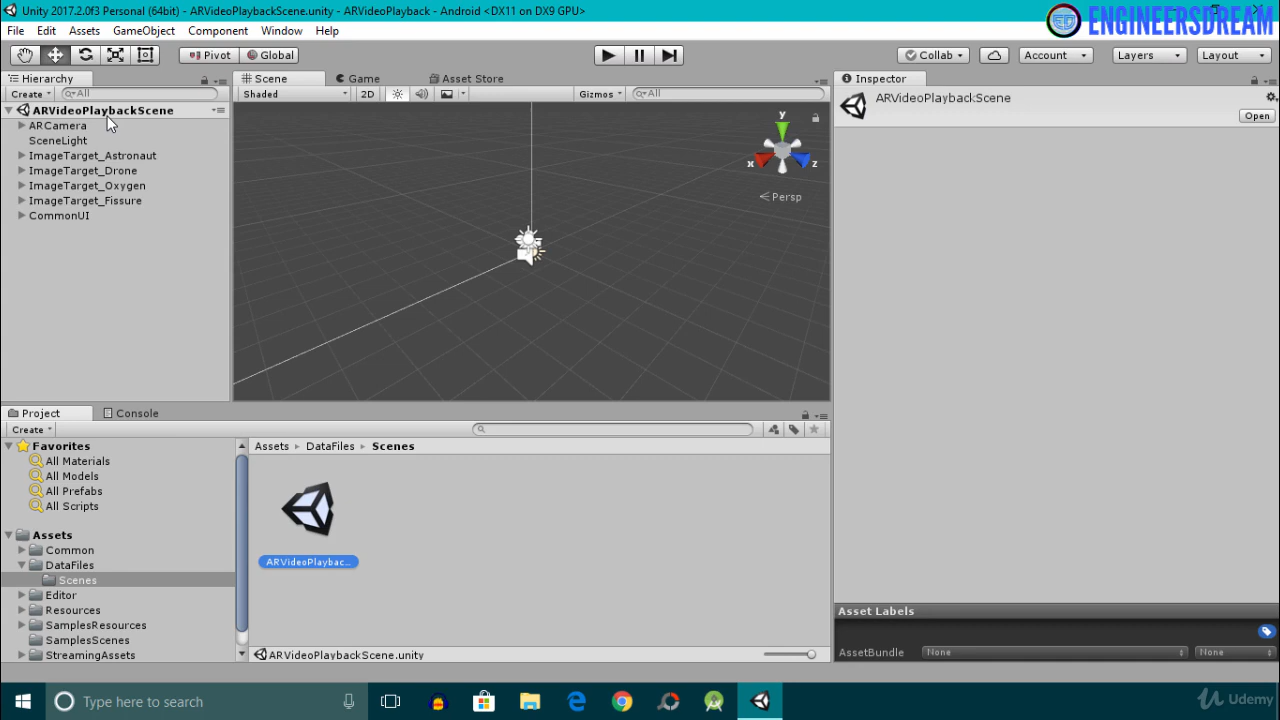 Unity 2017.2.0f3 Personal (64bit) - ARVideoPlaybackScene.unity - ARVideoPlayback - Android <DX11 on DX9 GPU>
ENGINEERSDREAM
File Edit Assets GameObject Component Window Help
Pivot Global Collab Account Layers Layout
Hierarchy Scene Game Asset Store Inspector
Create All Shaded 2D Gizmos All
ARVideoPlaybackScene
ARCamera
SceneLight
ImageTarget_Astronaut
ImageTarget_Drone
ImageTarget_Oxygen
ImageTarget_Fissure
CommonUI
y
x
z
Persp
ARVideoPlaybackScene
Open
Project Console
Create
Favorites
All Materials
All Models
All Prefabs
All Scripts
Assets
Common
DataFiles
Scenes
Editor
Resources
SamplesResources
SamplesScenes
StreamingAssets
Assets DataFiles Scenes
ARVideoPlaybac...
ARVideoPlaybackScene.unity
Asset Labels
AssetBundle None None
Type here to search
Udemy